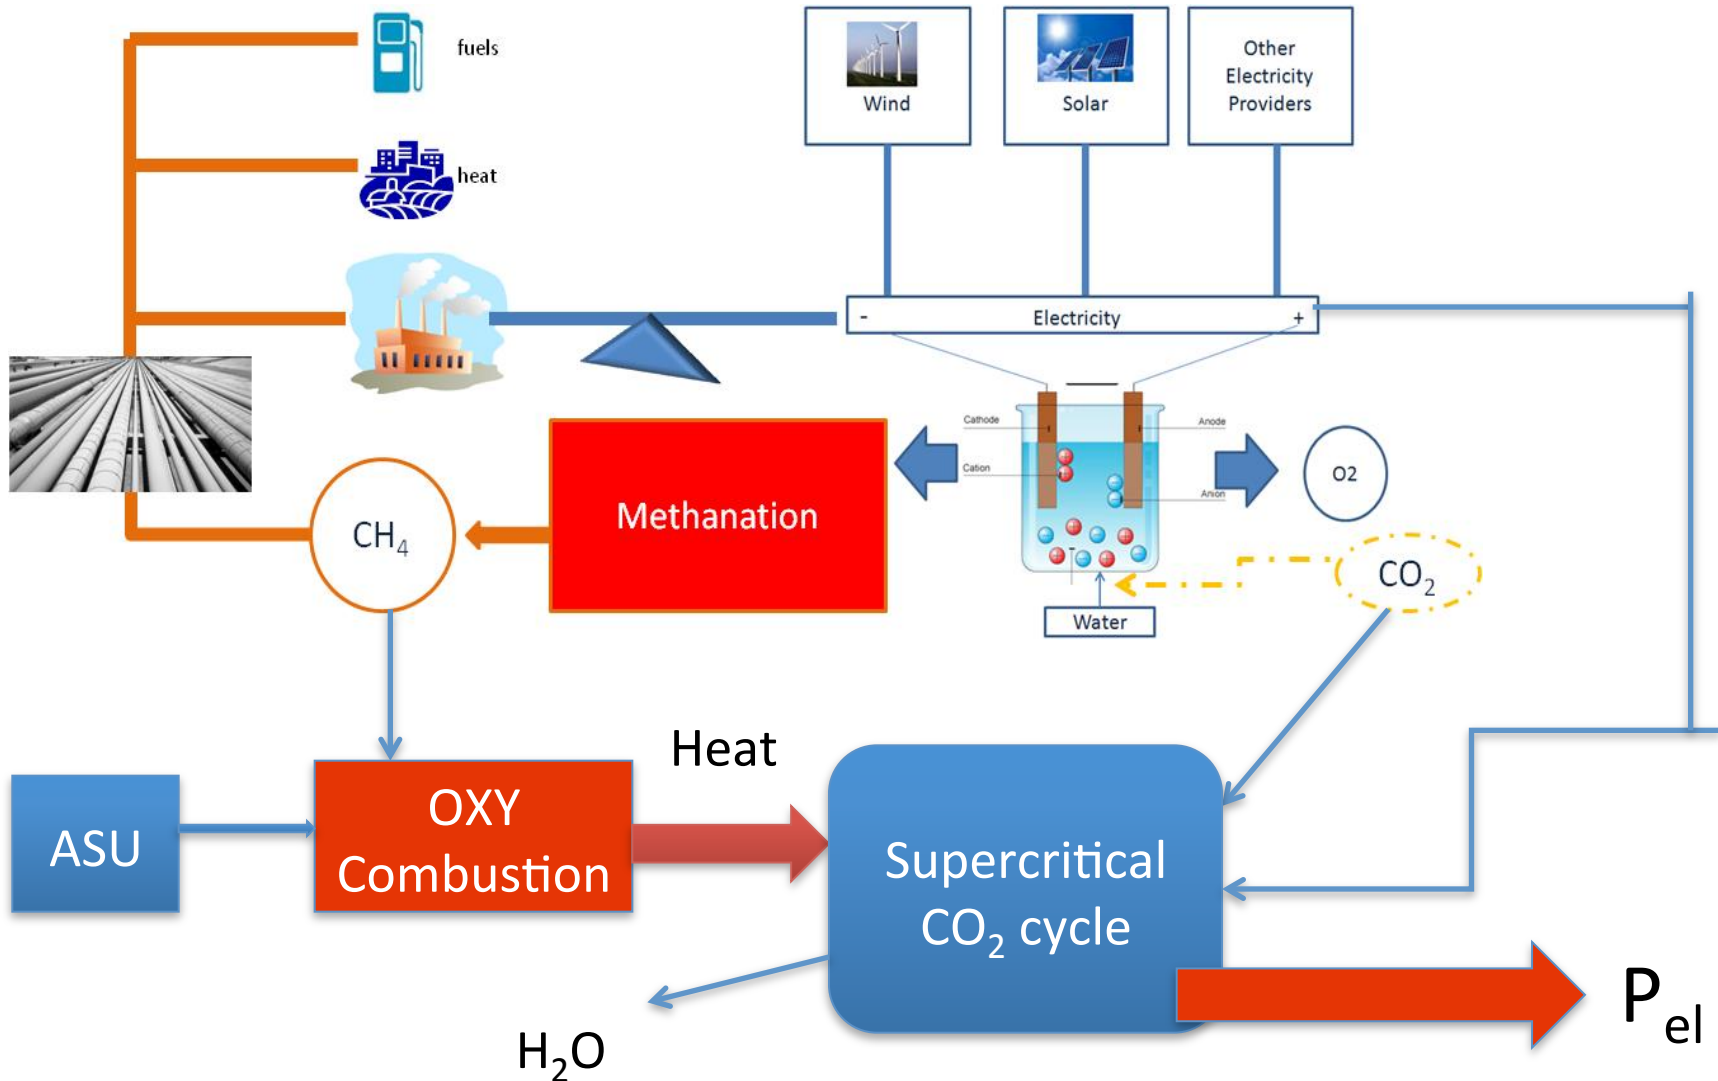 fuels
heat
Wind
Solar
Other
Electricity
Providers
- Electricity +
Cathode
Anode
Cation
Anion
O2
Methanation
CH₄
CO₂
Water
Heat
ASU
OXY
Combustion
Supercritical
CO₂ cycle
H₂O
Pₑₗ